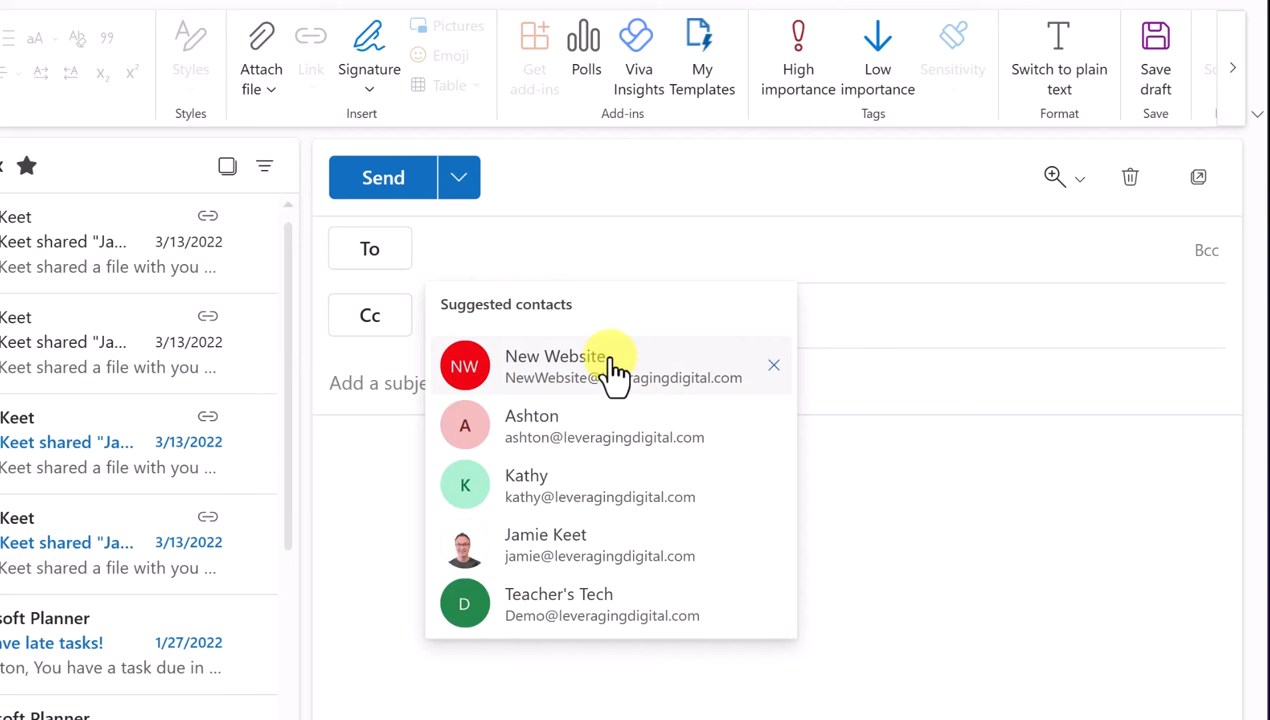 aA
99
Styles
Styles
Attach
file
Link
Insert
Signature
Pictures
Emoji
Table
Get
add-ins
Polls
Viva
Insights
My
Templates
Add-ins
High
importance
Low
importance
Sensitivity
Tags
Switch to plain
text
Format
Save
draft
Save
Keet
Keet shared "Ja... 3/13/2022
Keet shared a file with you ...
Keet
Keet shared "Ja... 3/13/2022
Keet shared a file with you ...
Keet
Keet shared "Ja... 3/13/2022
Keet shared a file with you ...
Keet
Keet shared "Ja... 3/13/2022
Keet shared a file with you ...
soft Planner
ave late tasks! 1/27/2022
ton, You have a task due in ...
soft Planner
Send
To
Bcc
Cc
Add a subje
Suggested contacts
NW
New Website
A
Ashton
ashton@leveragingdigital.com
K
Kathy
kathy@leveragingdigital.com
Jamie Keet
jamie@leveragingdigital.com
D
Teacher's Tech
Demo@leveragingdigital.com